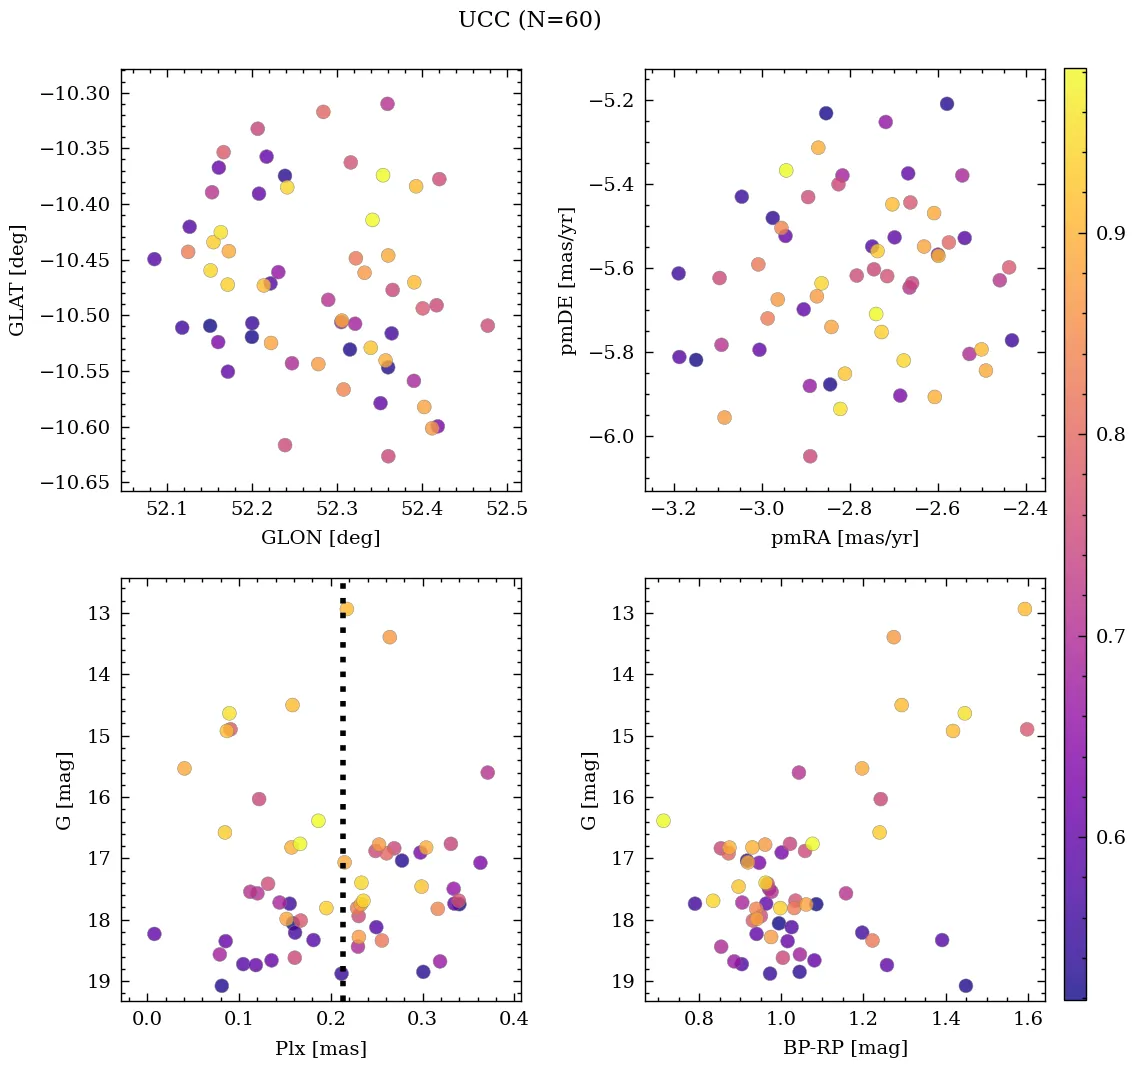 UCC (N=60)
−10.30
−10.35
−10.40
−10.45
−10.50
−10.55
−10.60
−10.65
GLAT [deg]
52.1 52.2 52.3 52.4 52.5
GLON [deg]
−5.2
−5.4
−5.6
−5.8
−6.0
pmDE [mas/yr]
−3.2 −3.0 −2.8 −2.6 −2.4
pmRA [mas/yr]
13
14
15
16
17
18
19
G [mag]
0.0 0.1 0.2 0.3 0.4
Plx [mas]
13
14
15
16
17
18
19
G [mag]
0.8 1.0 1.2 1.4 1.6
BP-RP [mag]
0.9
0.8
0.7
0.6